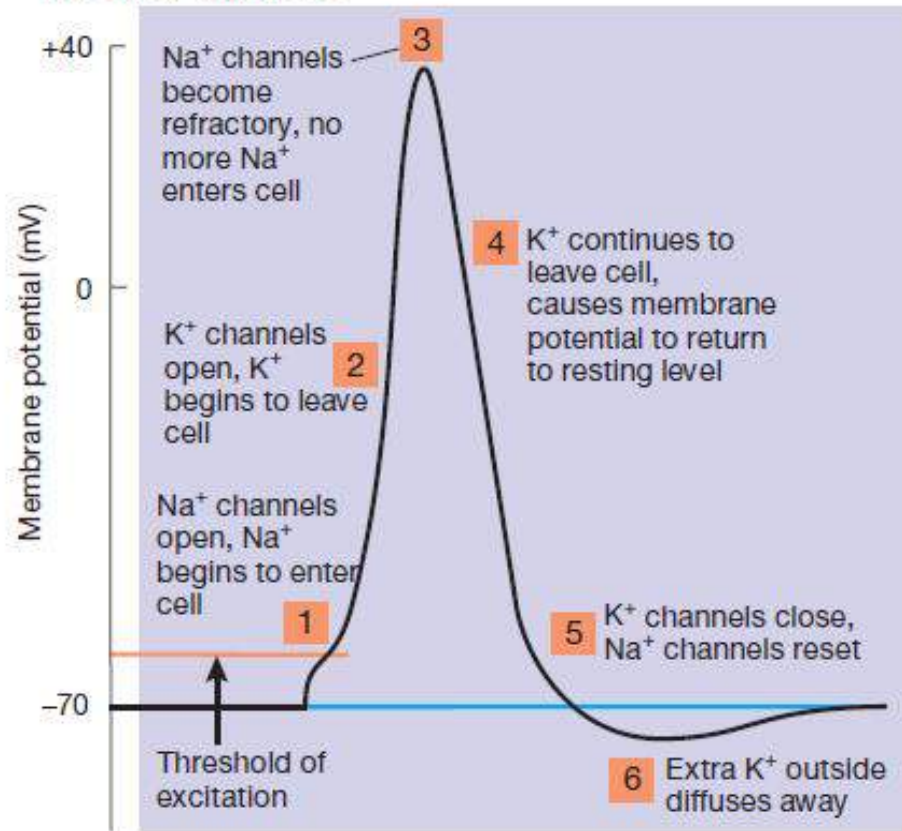 +40
0
–70
Membrane potential (mV)
3
Na⁺ channels
become
refractory, no
more Na⁺
enters cell
4
K⁺ continues to
leave cell,
causes membrane
potential to return
to resting level
2
K⁺ channels
open, K⁺
begins to leave
cell
1
Na⁺ channels
open, Na⁺
begins to enter
cell
5
K⁺ channels close,
Na⁺ channels reset
Threshold of
excitation
6
Extra K⁺ outside
diffuses away